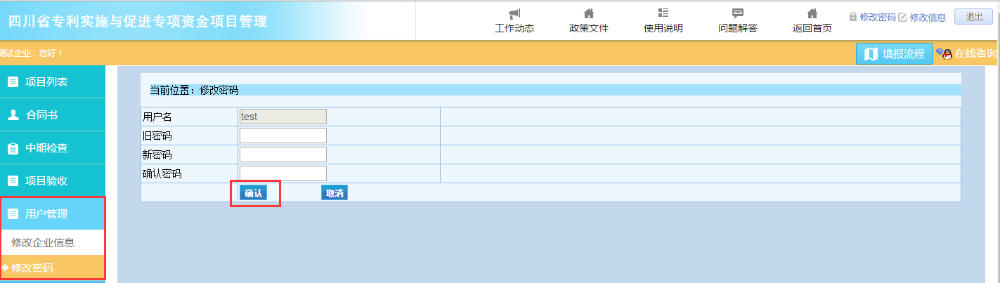 四川省专利实施与促进专项资金项目管理
工作动态
政策文件
使用说明
问题解答
返回首页
修改密码
修改信息
退出
测试企业，您好！
填报流程
在线咨询
项目列表
合同书
中期检查
项目验收
用户管理
修改企业信息
修改密码
当前位置：修改密码
用户名 test
旧密码
新密码
确认密码
确认 取消